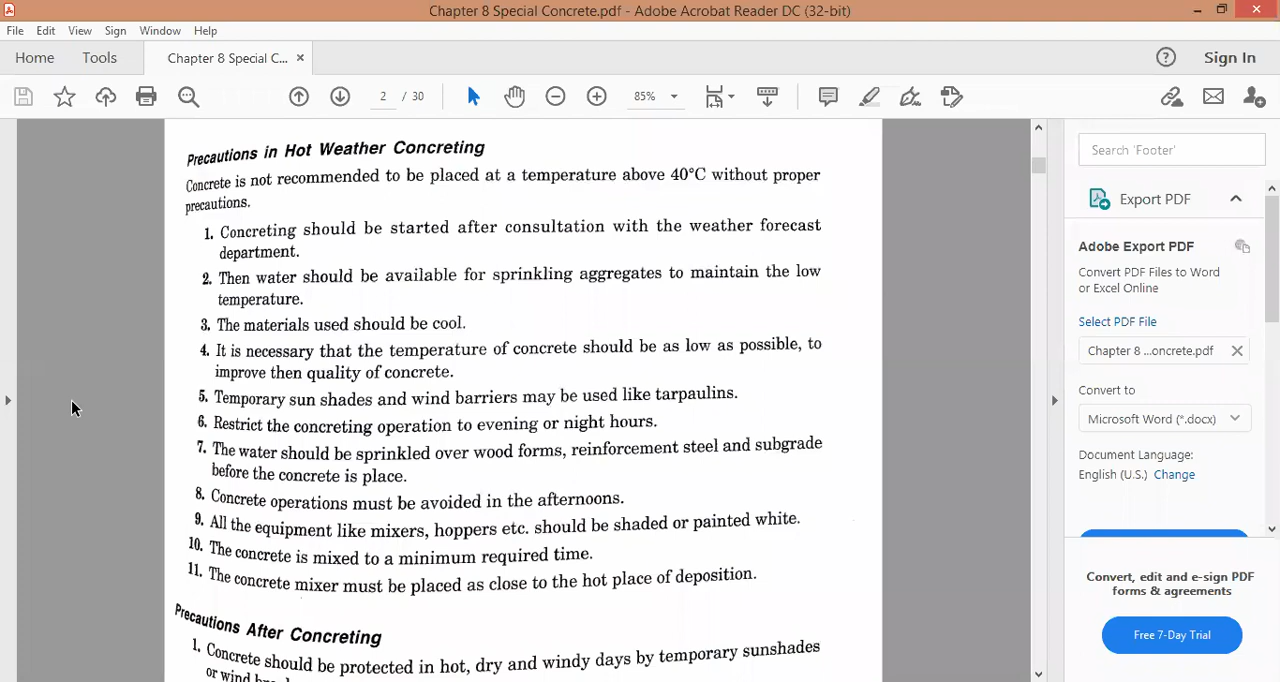 Chapter 8 Special Concrete.pdf - Adobe Acrobat Reader DC (32-bit)
File Edit View Sign Window Help
Home Tools Chapter 8 Special C... × Sign In
2 / 30 85%
Precautions in Hot Weather Concreting
Concrete is not recommended to be placed at a temperature above 40°C without proper
precautions.
1. Concreting should be started after consultation with the weather forecast
department.
2. Then water should be available for sprinkling aggregates to maintain the low
temperature.
3. The materials used should be cool.
4. It is necessary that the temperature of concrete should be as low as possible, to
improve then quality of concrete.
5. Temporary sun shades and wind barriers may be used like tarpaulins.
6. Restrict the concreting operation to evening or night hours.
7. The water should be sprinkled over wood forms, reinforcement steel and subgrade
before the concrete is place.
8. Concrete operations must be avoided in the afternoons.
9. All the equipment like mixers, hoppers etc. should be shaded or painted white.
10. The concrete is mixed to a minimum required time.
11. The concrete mixer must be placed as close to the hot place of deposition.
Precautions After Concreting
1. Concrete should be protected in hot, dry and windy days by temporary sunshades
or wind
Search 'Footer'
Export PDF
Adobe Export PDF
Convert PDF Files to Word
or Excel Online
Select PDF File
Chapter 8 ...oncrete.pdf
Convert to
Microsoft Word (*.docx)
Document Language:
English (U.S.) Change
Convert, edit and e-sign PDF
forms & agreements
Free 7-Day Trial